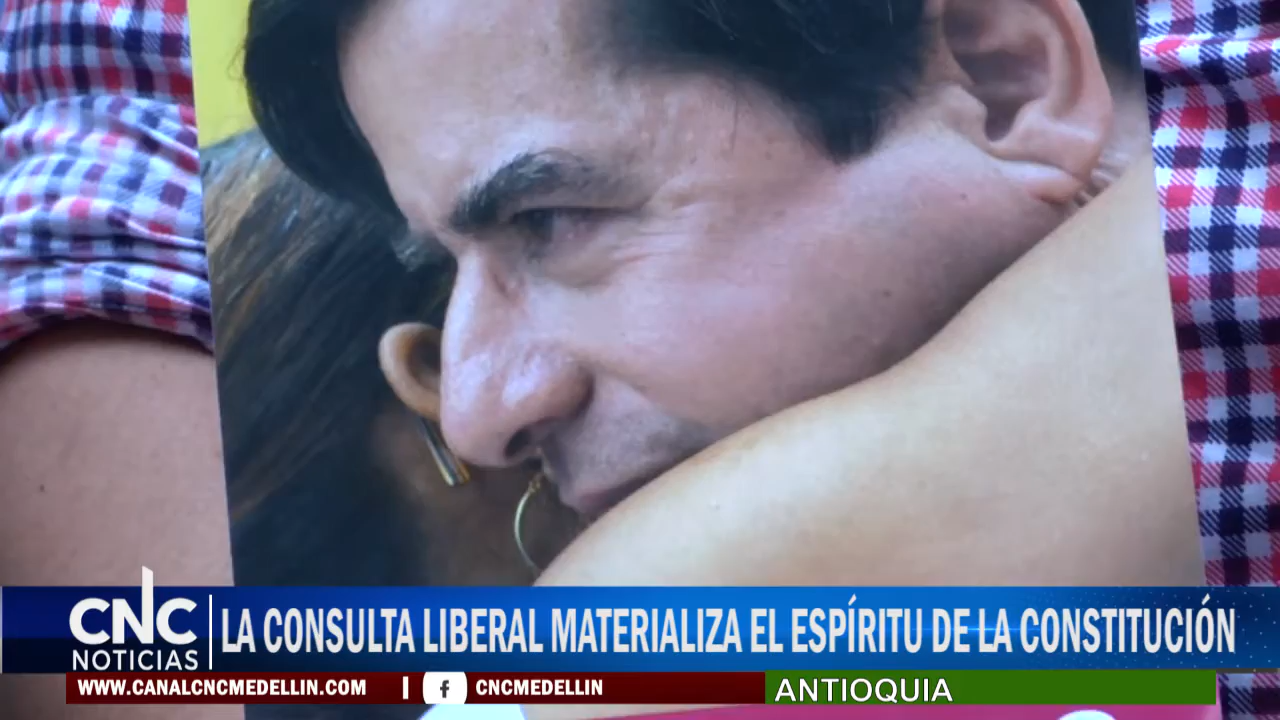 CNC
NOTICIAS
LA CONSULTA LIBERAL MATERIALIZA EL ESPÍRITU DE LA CONSTITUCIÓN
WWW.CANALCNCMEDELLIN.COM | f CNCMEDELLIN
ANTIOQUIA